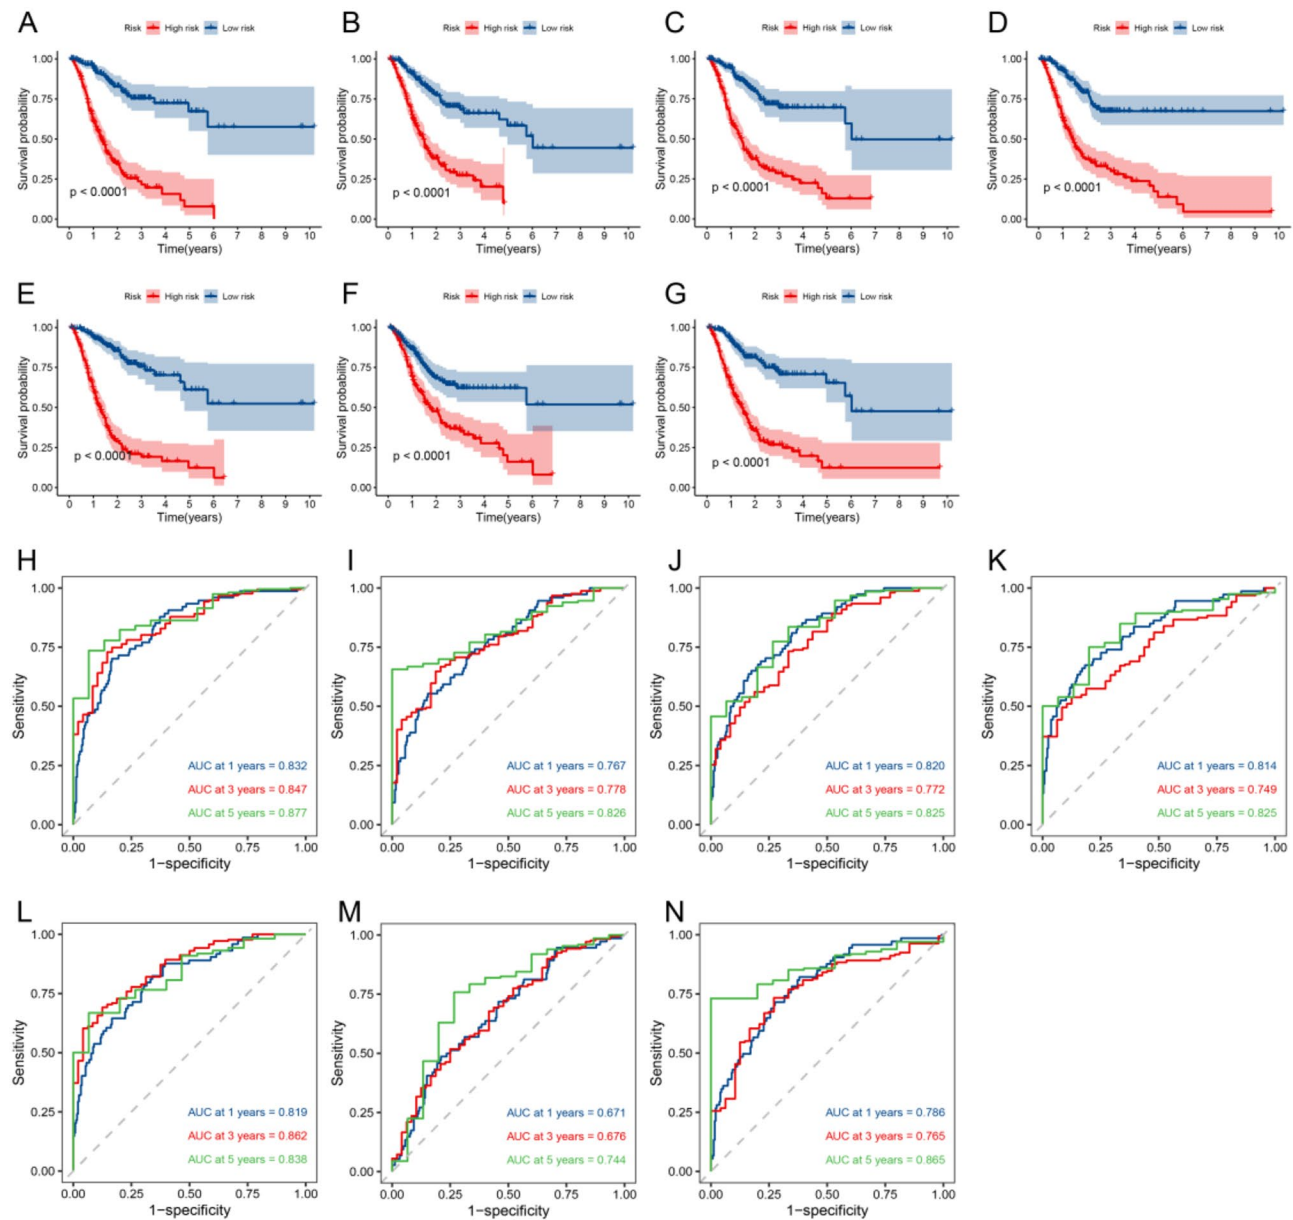 A
Risk High risk Low risk
Survival probability
1.00
0.75
0.50
0.25
0.00
p < 0.0001
0 1 2 3 4 5 6 7 8 9 10
Time(years)
B
Risk High risk Low risk
Survival probability
1.00
0.75
0.50
0.25
0.00
p < 0.0001
0 1 2 3 4 5 6 7 8 9 10
Time(years)
C
Risk High risk Low risk
Survival probability
1.00
0.75
0.50
0.25
0.00
p < 0.0001
0 1 2 3 4 5 6 7 8 9 10
Time(years)
D
Risk High risk Low risk
Survival probability
1.00
0.75
0.50
0.25
0.00
p < 0.0001
0 1 2 3 4 5 6 7 8 9 10
Time(years)
E
Risk High risk Low risk
Survival probability
1.00
0.75
0.50
0.25
0.00
p < 0.0001
0 1 2 3 4 5 6 7 8 9 10
Time(years)
F
Risk High risk Low risk
Survival probability
1.00
0.75
0.50
0.25
0.00
p < 0.0001
0 1 2 3 4 5 6 7 8 9 10
Time(years)
G
Risk High risk Low risk
Survival probability
1.00
0.75
0.50
0.25
0.00
p < 0.0001
0 1 2 3 4 5 6 7 8 9 10
Time(years)
H
Sensitivity
1.00
0.75
0.50
0.25
0.00
AUC at 1 years = 0.832
AUC at 3 years = 0.847
AUC at 5 years = 0.877
0.00 0.25 0.50 0.75 1.00
1−specificity
I
Sensitivity
1.00
0.75
0.50
0.25
0.00
AUC at 1 years = 0.767
AUC at 3 years = 0.778
AUC at 5 years = 0.826
0.00 0.25 0.50 0.75 1.00
1−specificity
J
Sensitivity
1.00
0.75
0.50
0.25
0.00
AUC at 1 years = 0.820
AUC at 3 years = 0.772
AUC at 5 years = 0.825
0.00 0.25 0.50 0.75 1.00
1−specificity
K
Sensitivity
1.00
0.75
0.50
0.25
0.00
AUC at 1 years = 0.814
AUC at 3 years = 0.749
AUC at 5 years = 0.825
0.00 0.25 0.50 0.75 1.00
1−specificity
L
Sensitivity
1.00
0.75
0.50
0.25
0.00
AUC at 1 years = 0.819
AUC at 3 years = 0.862
AUC at 5 years = 0.838
0.00 0.25 0.50 0.75 1.00
1−specificity
M
Sensitivity
1.00
0.75
0.50
0.25
0.00
AUC at 1 years = 0.671
AUC at 3 years = 0.676
AUC at 5 years = 0.744
0.00 0.25 0.50 0.75 1.00
1−specificity
N
Sensitivity
1.00
0.75
0.50
0.25
0.00
AUC at 1 years = 0.786
AUC at 3 years = 0.765
AUC at 5 years = 0.865
0.00 0.25 0.50 0.75 1.00
1−specificity